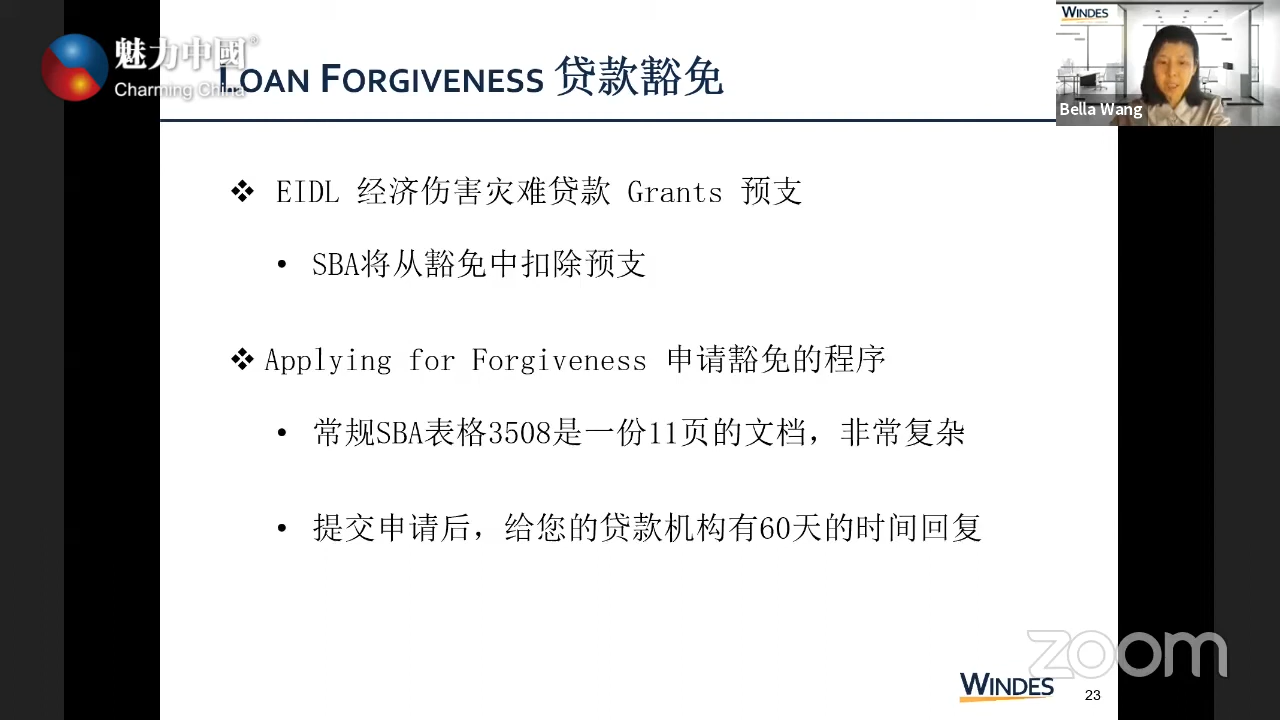 魅力中國®
Charming China
LOAN FORGIVENESS 贷款豁免
WINDES
Bella Wang
❖ EIDL 经济伤害灾难贷款 Grants 预支
• SBA将从豁免中扣除预支
❖ Applying for Forgiveness 申请豁免的程序
• 常规SBA表格3508是一份11页的文档，非常复杂
• 提交申请后，给您的贷款机构有60天的时间回复
zoom
WINDES
23